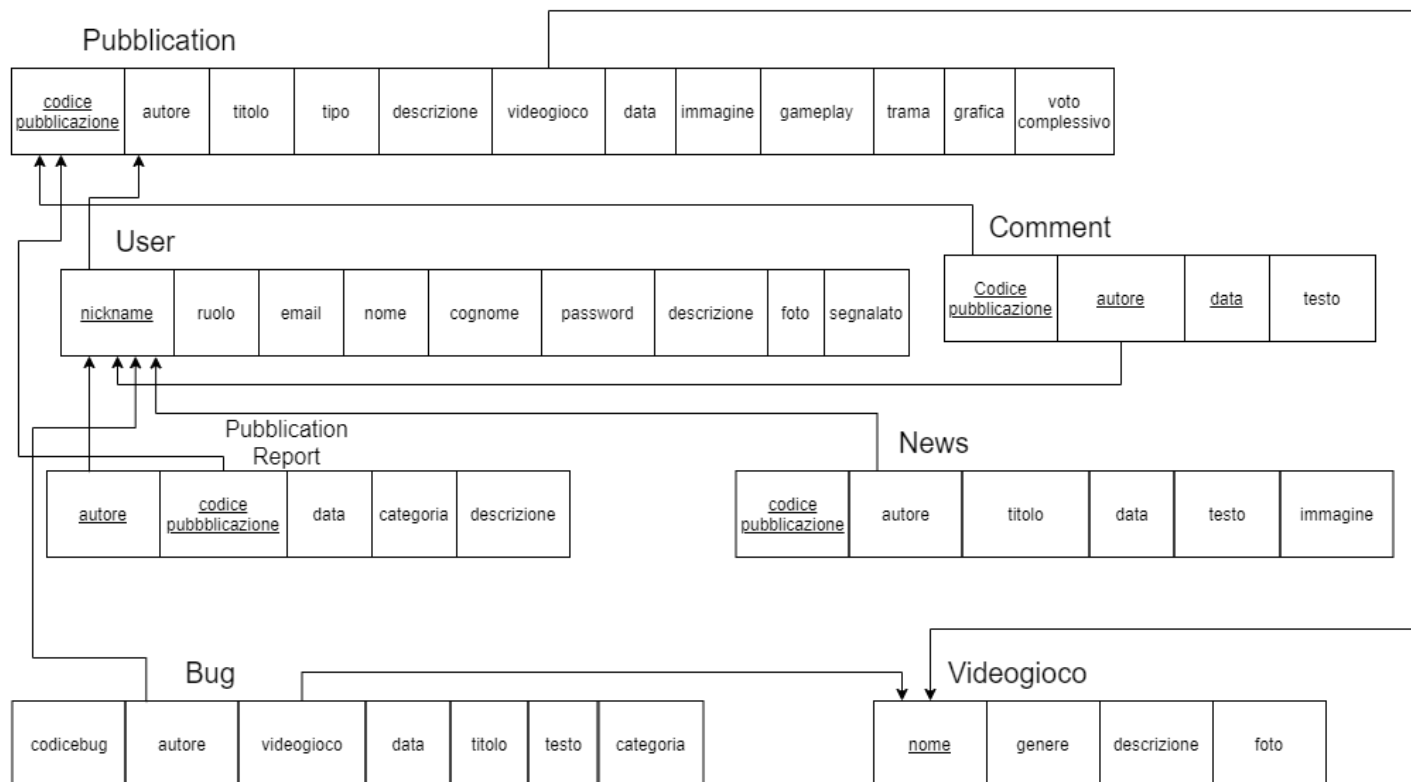 Pubblication
codice
pubblicazione
autore
titolo
tipo
descrizione
videogioco
data
immagine
gameplay
trama
grafica
voto
complessivo
User
nickname
ruolo
email
nome
cognome
password
descrizione
foto
segnalato
Comment
Codice
pubblicazione
autore
data
testo
Pubblication
Report
autore
codice
pubbblicazione
data
categoria
descrizione
News
codice
pubblicazione
autore
titolo
data
testo
immagine
Bug
codicebug
autore
videogioco
data
titolo
testo
categoria
Videogioco
nome
genere
descrizione
foto